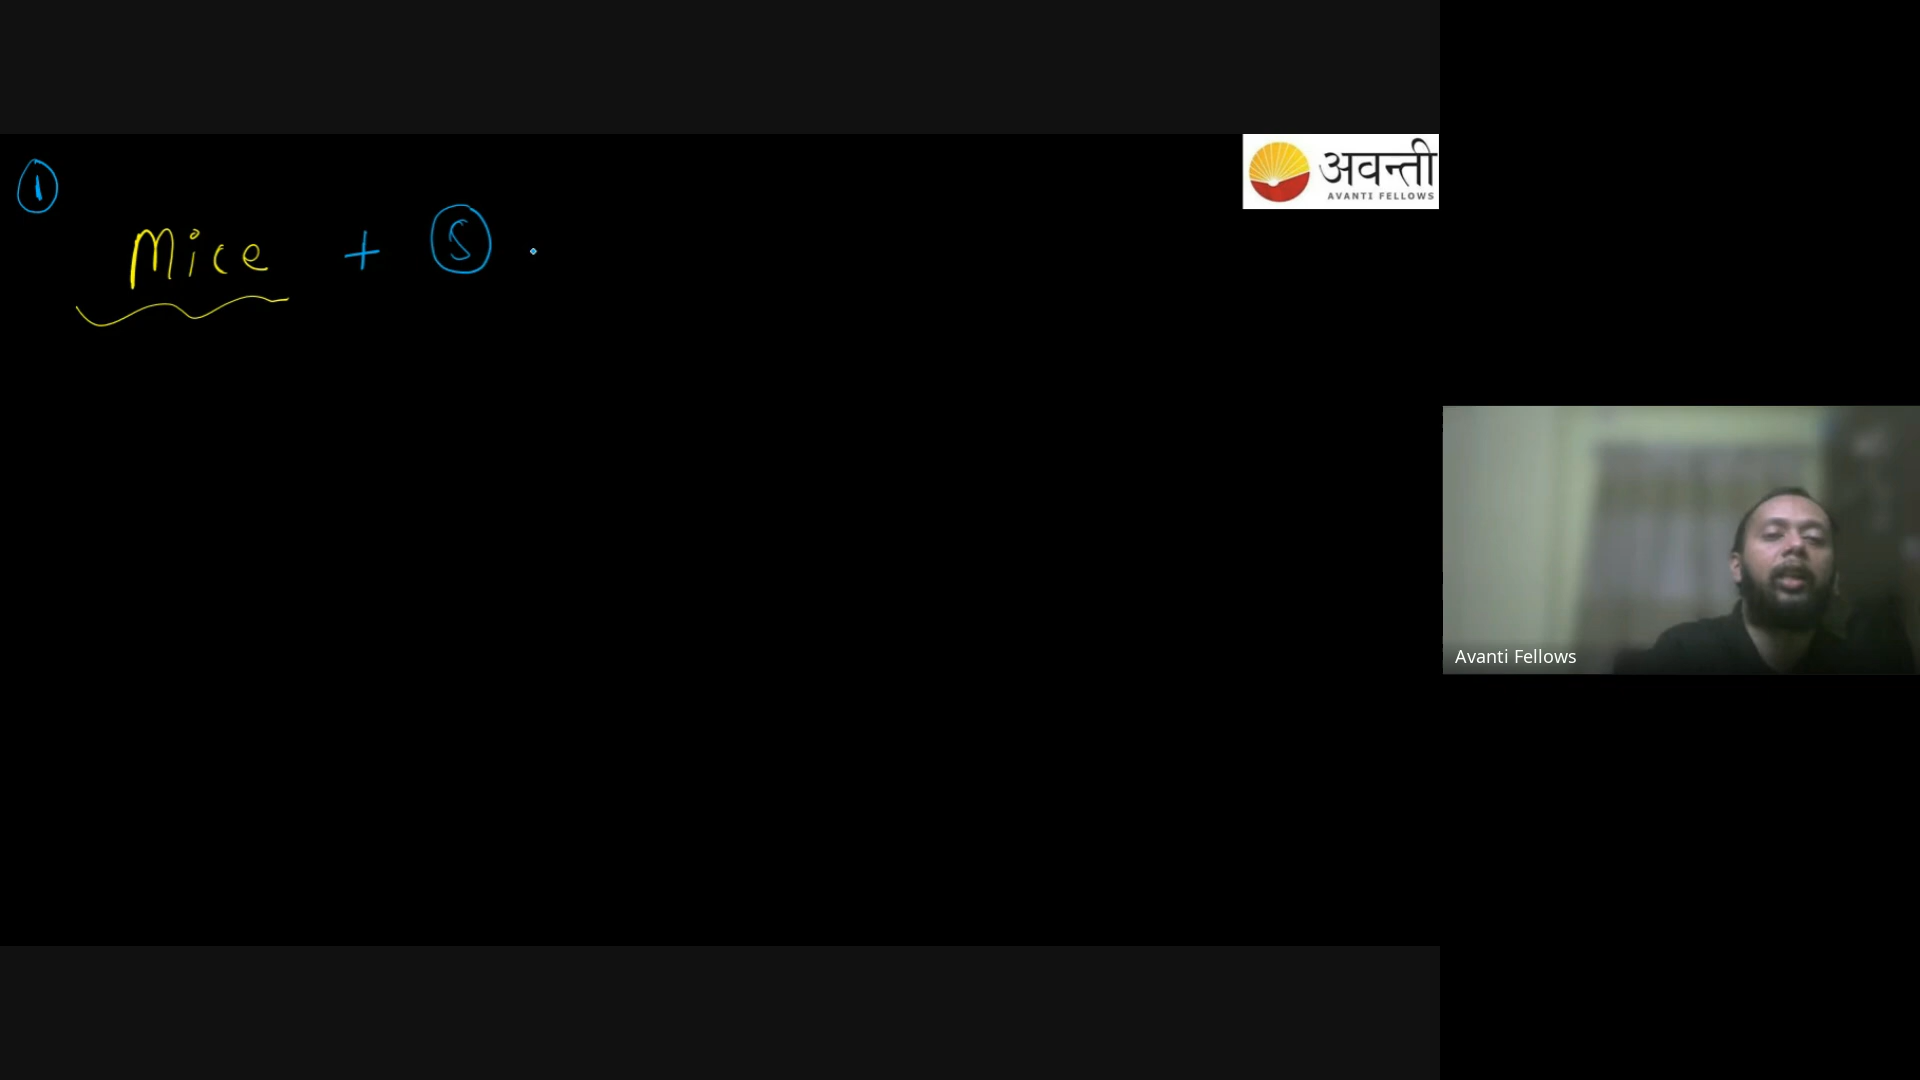 ①
Mice + Ⓢ
अवन्ती
AVANTI FELLOWS
Avanti Fellows